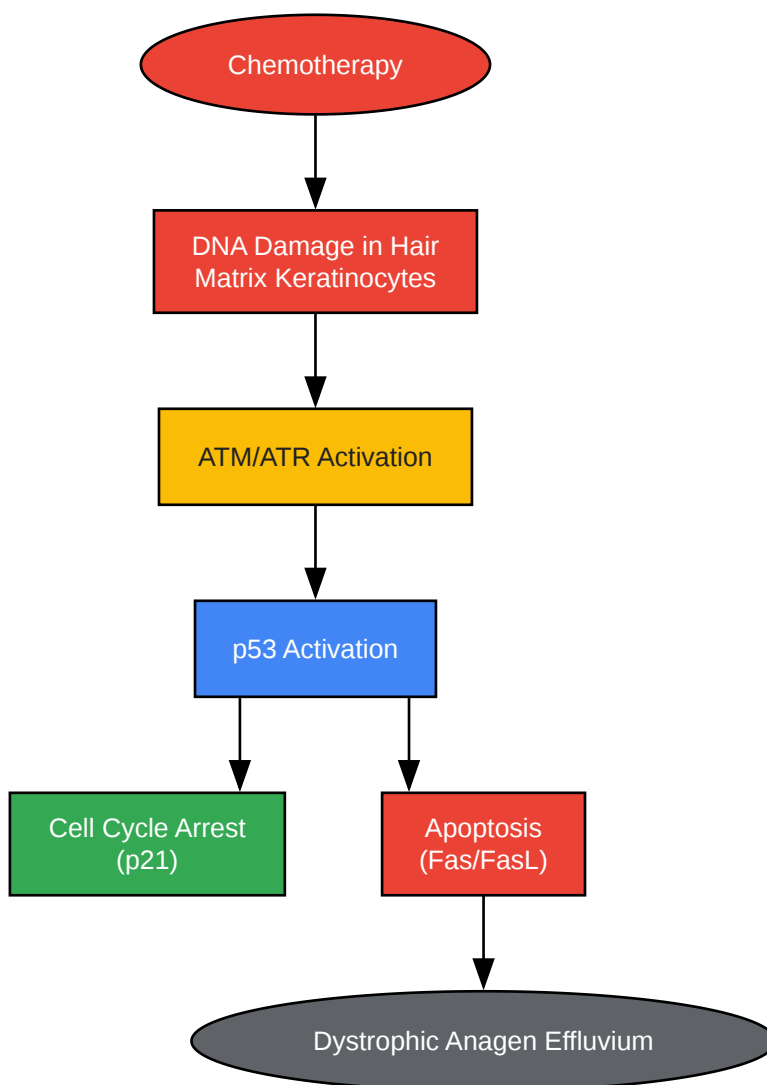 Chemotherapy
DNA Damage in Hair
Matrix Keratinocytes
ATM/ATR Activation
p53 Activation
Cell Cycle Arrest
(p21)
Apoptosis
(Fas/FasL)
Dystrophic Anagen Effluvium